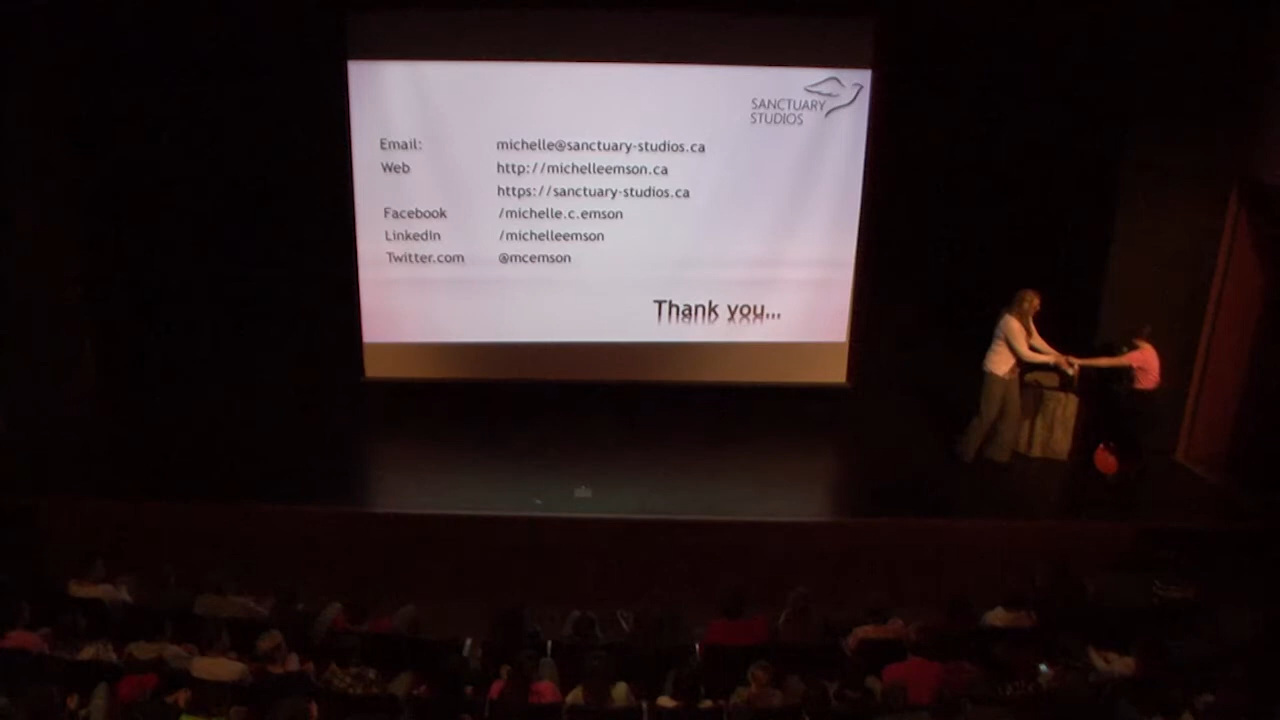 SANCTUARY
STUDIOS
Email: michelle@sanctuary-studios.ca
Web http://michelleemson.ca
https://sanctuary-studios.ca
Facebook /michelle.c.emson
LinkedIn /michelleemson
Twitter.com @mcemson
Thank you...